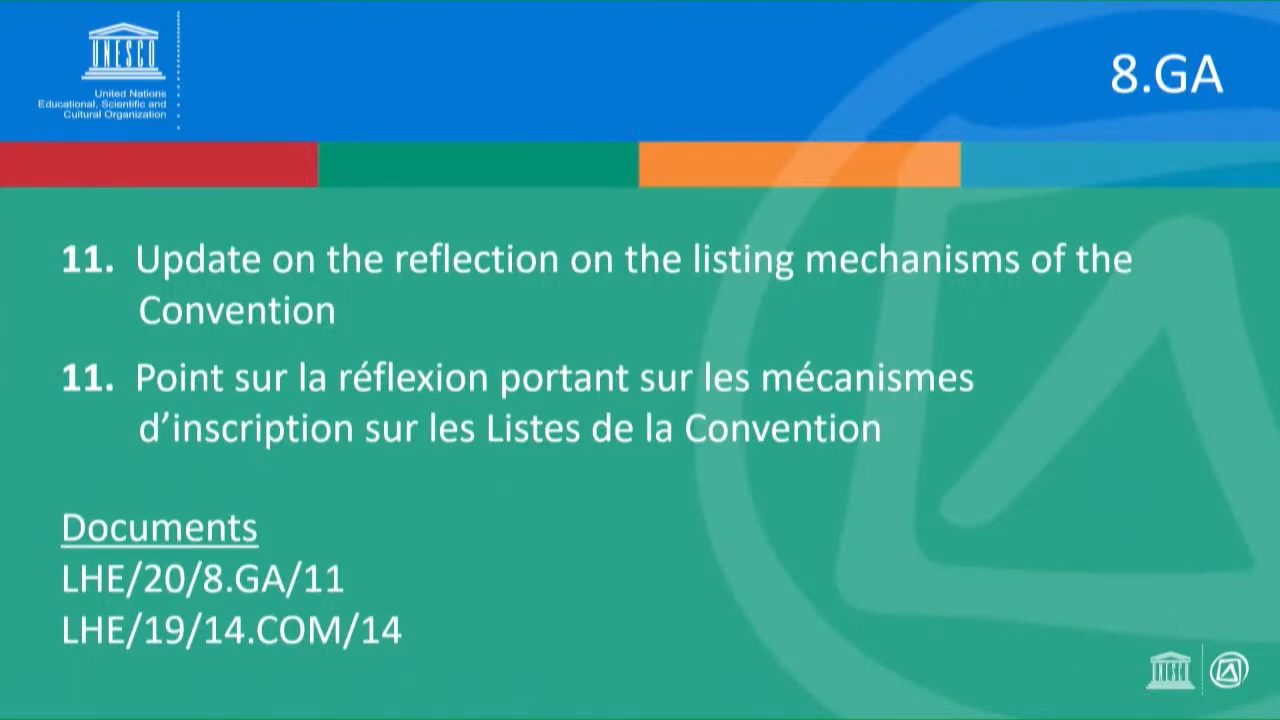 UNESCO
United Nations
Educational, Scientific and
Cultural Organization
8.GA
11. Update on the reflection on the listing mechanisms of the
Convention
11. Point sur la réflexion portant sur les mécanismes
d’inscription sur les Listes de la Convention
Documents
LHE/20/8.GA/11
LHE/19/14.COM/14
UNESCO